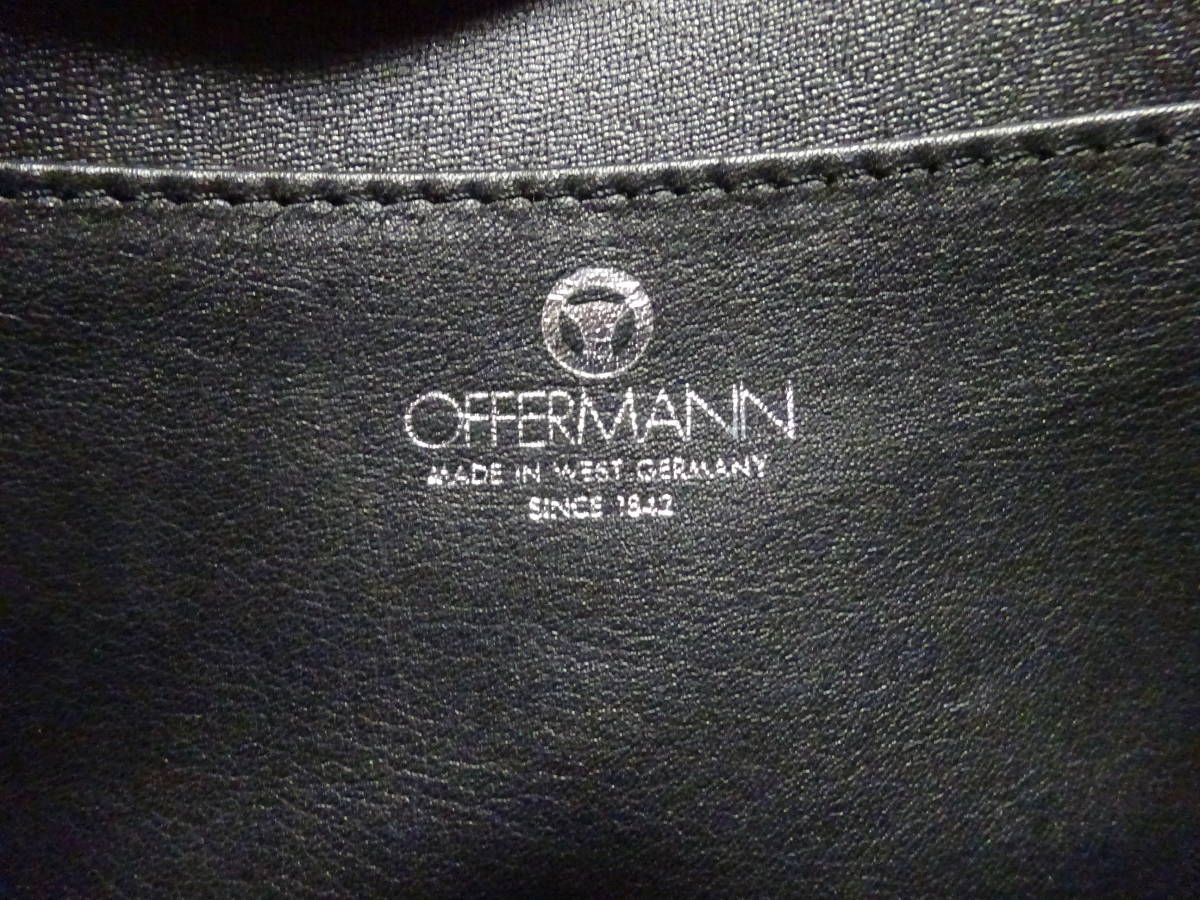 OFFERMANN
MADE IN WEST GERMANY
SINCE 1842